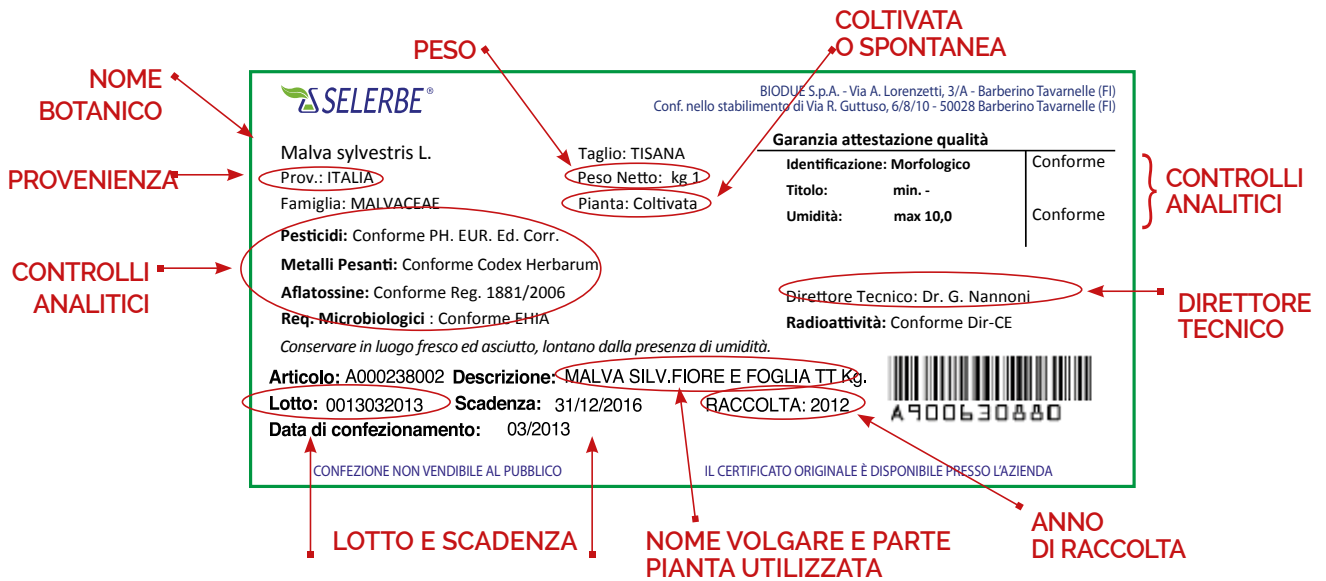 COLTIVATA
O SPONTANEA
PESO
NOME
BOTANICO
SELERBE®
BIODUE S.p.A. - Via A. Lorenzetti, 3/A - Barberino Tavarnelle (FI)
Conf. nello stabilimento di Via R. Guttuso, 6/8/10 - 50028 Barberino Tavarnelle (FI)
Malva sylvestris L.
Prov.: ITALIA
Famiglia: MALVACEAE
Taglio: TISANA
Peso Netto: kg 1
Pianta: Coltivata
Garanzia attestazione qualità
Identificazione: Morfologico Conforme
Titolo: min. -
Umidità: max 10,0 Conforme
PROVENIENZA
CONTROLLI
ANALITICI
Pesticidi: Conforme PH. EUR. Ed. Corr.
Metalli Pesanti: Conforme Codex Herbarum
Aflatossine: Conforme Reg. 1881/2006
Req. Microbiologici : Conforme EHIA
CONTROLLI
ANALITICI
Direttore Tecnico: Dr. G. Nannoni
Radioattività: Conforme Dir-CE
DIRETTORE
TECNICO
Conservare in luogo fresco ed asciutto, lontano dalla presenza di umidità.
Articolo: A000238002 Descrizione: MALVA SILV.FIORE E FOGLIA TT Kg.
Lotto: 0013032013 Scadenza: 31/12/2016 RACCOLTA: 2012
Data di confezionamento: 03/2013
A900630880
CONFEZIONE NON VENDIBILE AL PUBBLICO
IL CERTIFICATO ORIGINALE È DISPONIBILE PRESSO L'AZIENDA
LOTTO E SCADENZA
NOME VOLGARE E PARTE
PIANTA UTILIZZATA
ANNO
DI RACCOLTA